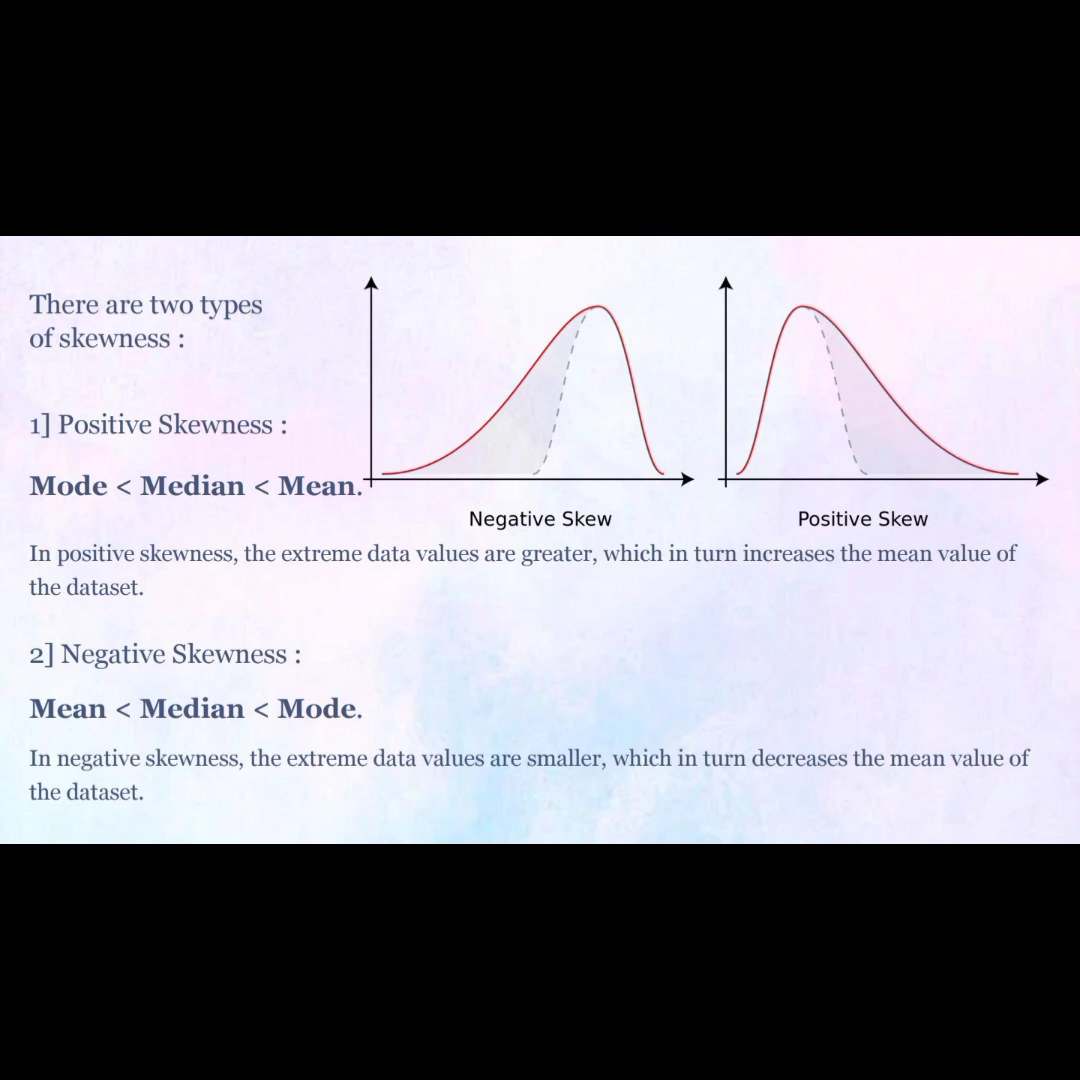 There are two types
of skewness :
1] Positive Skewness :
Mode < Median < Mean.
Negative Skew
Positive Skew
In positive skewness, the extreme data values are greater, which in turn increases the mean value of
the dataset.
2] Negative Skewness :
Mean < Median < Mode.
In negative skewness, the extreme data values are smaller, which in turn decreases the mean value of
the dataset.